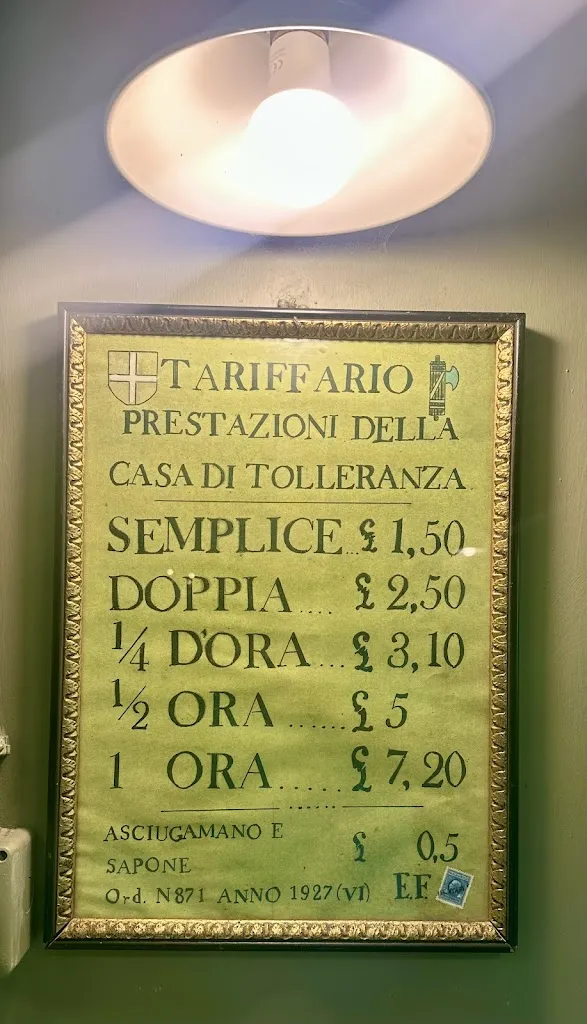 TARIFFARIO
PRESTAZIONI DELLA
CASA DI TOLLERANZA
SEMPLICE...£ 1,50
DOPPIA.... £ 2,50
1/4 D'ORA...£ 3,10
1/2 ORA ......£ 5
1 ORA.....£ 7,20
ASCIUGAMANO E £ 0,5
SAPONE
Ord. N871 ANNO 1927(VI) E.F.